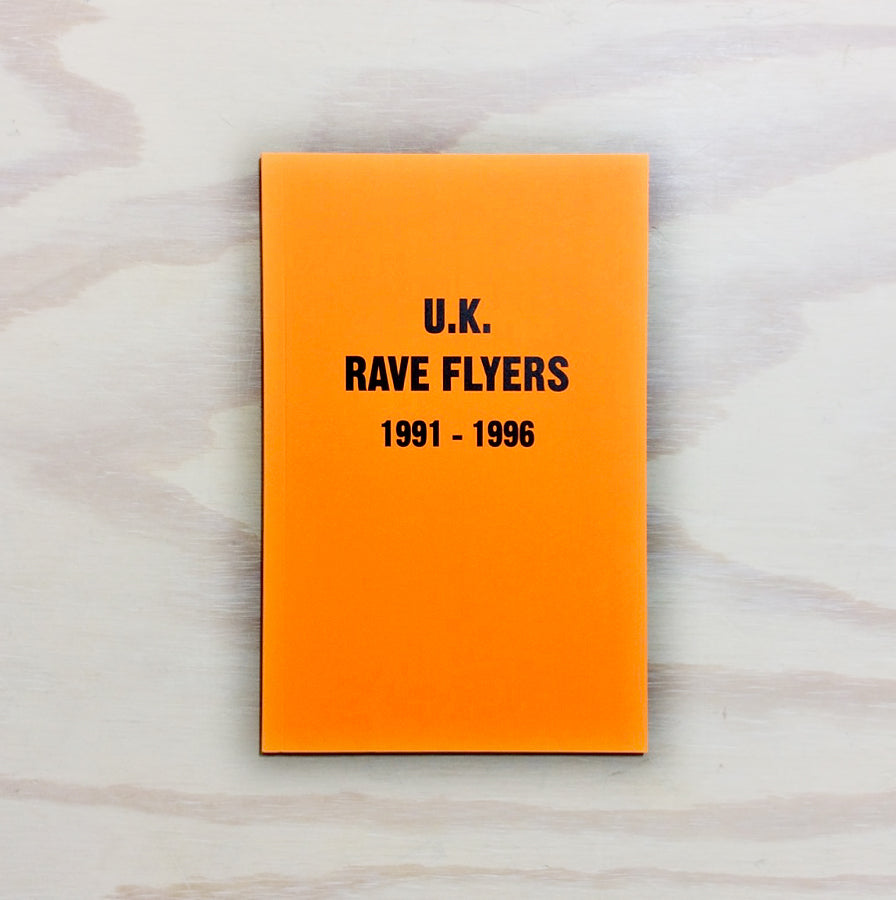 U.K.
RAVE FLYERS
1991 - 1996